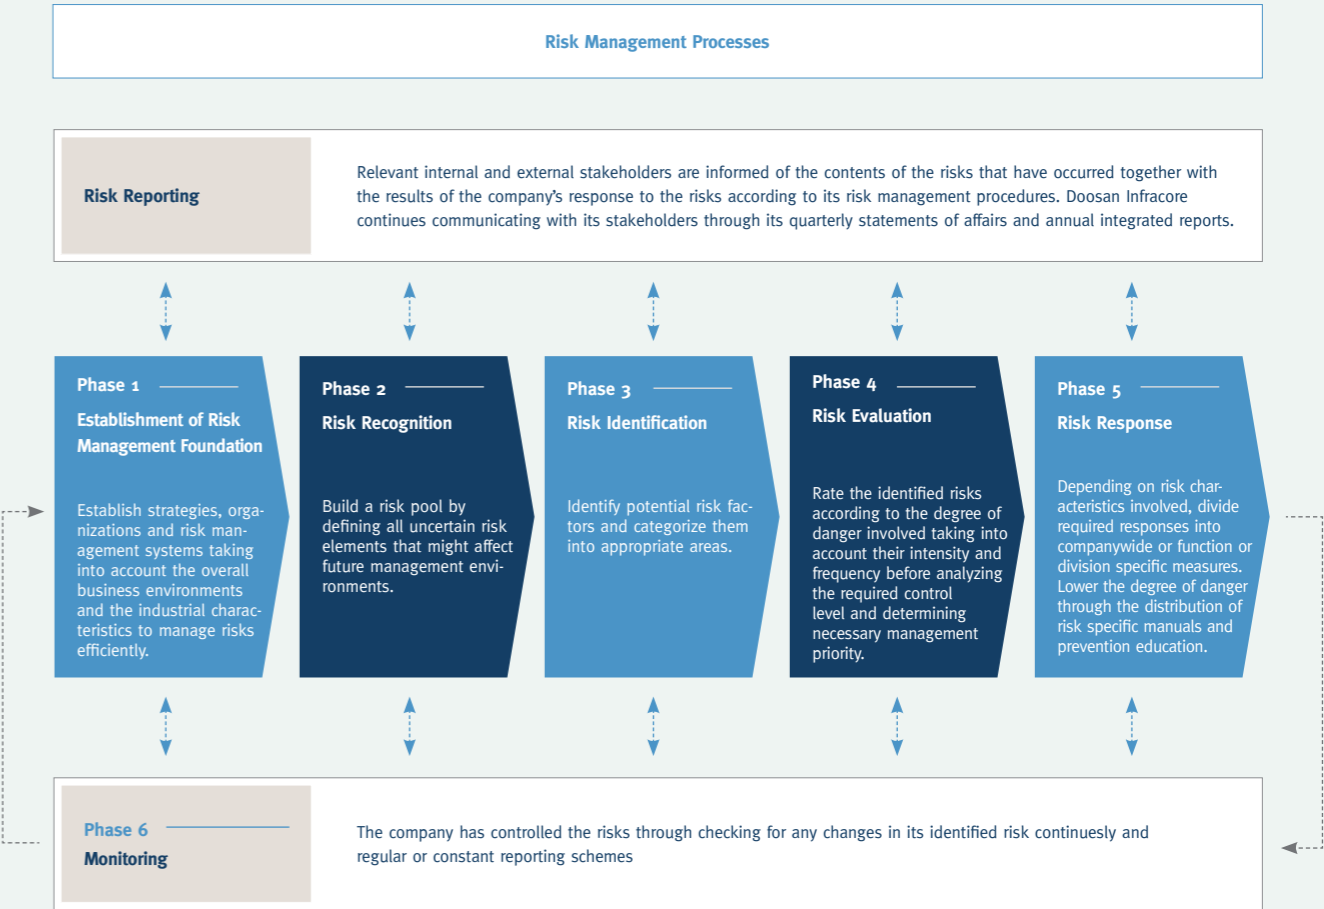 Risk Management Processes
Risk Reporting
Relevant internal and external stakeholders are informed of the contents of the risks that have occurred together with
the results of the company's response to the risks according to its risk management procedures. Doosan Infracore
continues communicating with its stakeholders through its quarterly statements of affairs and annual integrated reports.
Phase 1
Establishment of Risk
Management Foundation
Establish strategies, orga-
nizations and risk man-
agement systems taking
into account the overall
business environments
and the industrial charac-
teristics to manage risks
efficiently.
Phase 2
Risk Recognition
Build a risk pool by
defining all uncertain risk
elements that might affect
future management envi-
ronments.
Phase 3
Risk Identification
Identify potential risk fac-
tors and categorize them
into appropriate areas.
Phase 4
Risk Evaluation
Rate the identified risks
according to the degree of
danger involved taking into
account their intensity and
frequency before analyzing
the required control
level and determining
necessary management
priority.
Phase 5
Risk Response
Depending on risk char-
acteristics involved, divide
required responses into
companywide or function or
division specific measures.
Lower the degree of danger
through the distribution of
risk specific manuals and
prevention education.
Phase 6
Monitoring
The company has controlled the risks through checking for any changes in its identified risk continuesly and
regular or constant reporting schemes